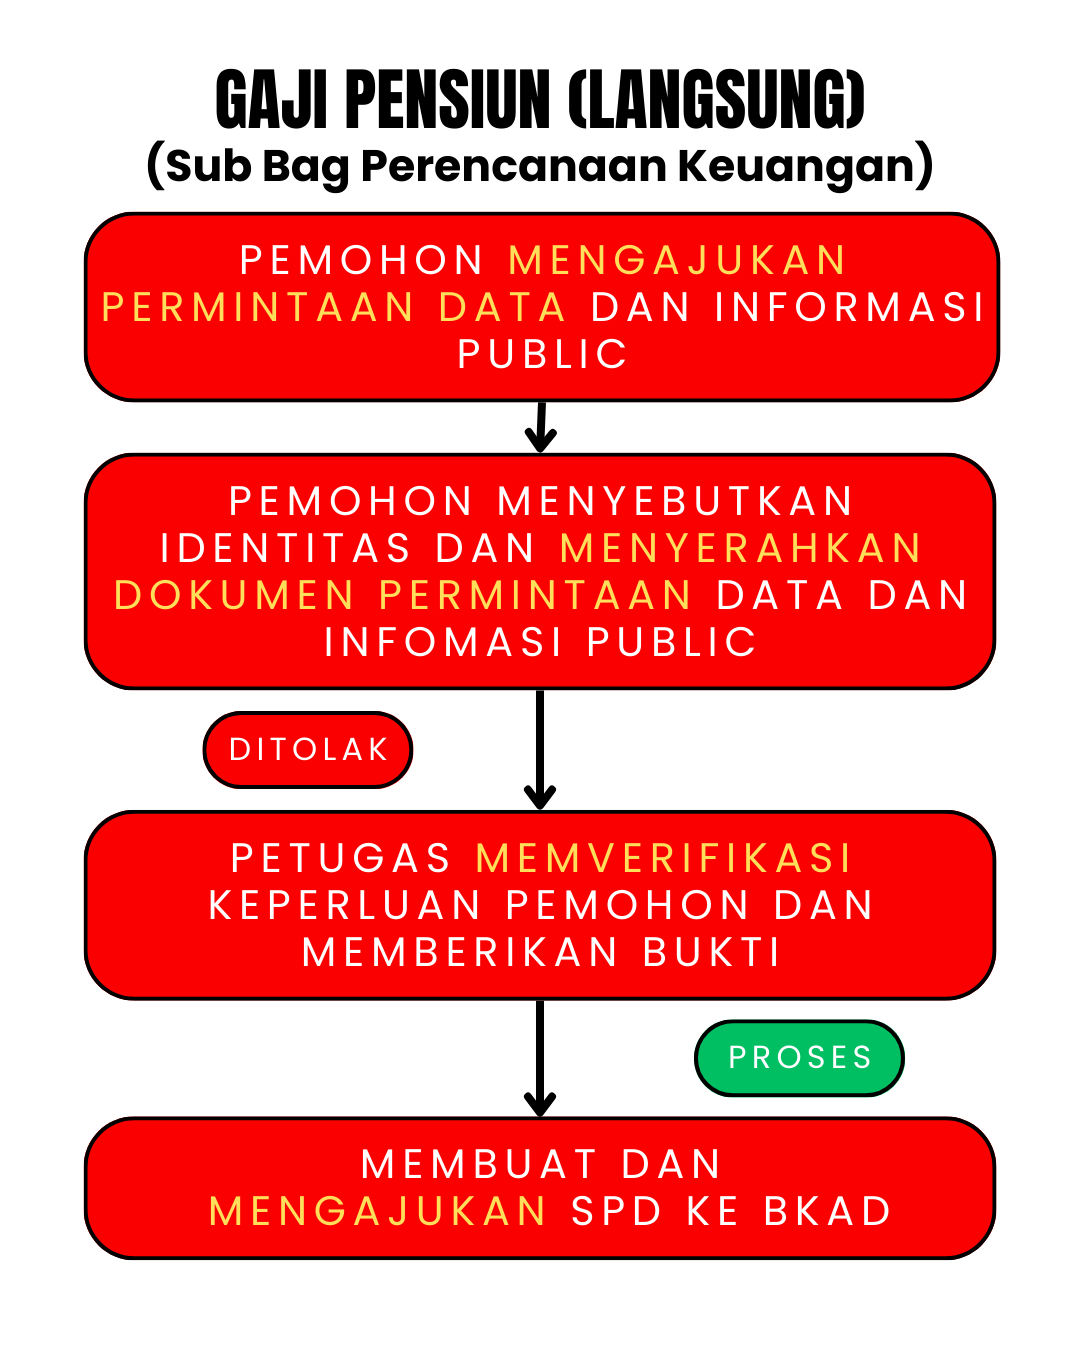 GAJI PENSIUN (LANGSUNG)
(Sub Bag Perencanaan Keuangan)
PEMOHON MENGAJUKAN
PERMINTAAN DATA DAN INFORMASI
PUBLIC
PEMOHON MENYEBUTKAN
IDENTITAS DAN MENYERAHKAN
DOKUMEN PERMINTAAN DATA DAN
INFOMASI PUBLIC
DITOLAK
PETUGAS MEMVERIFIKASI
KEPERLUAN PEMOHON DAN
MEMBERIKAN BUKTI
PROSES
MEMBUAT DAN
MENGAJUKAN SPD KE BKAD